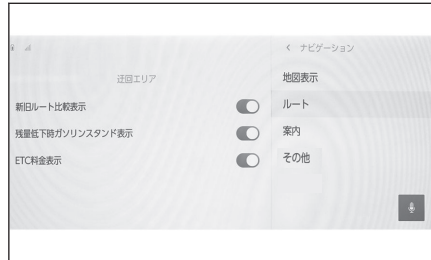 迂回エリア
新旧ルート比較表示
残量低下時ガソリンスタンド表示
ETC料金表示
ナビゲーション
地図表示
ルート
案内
その他